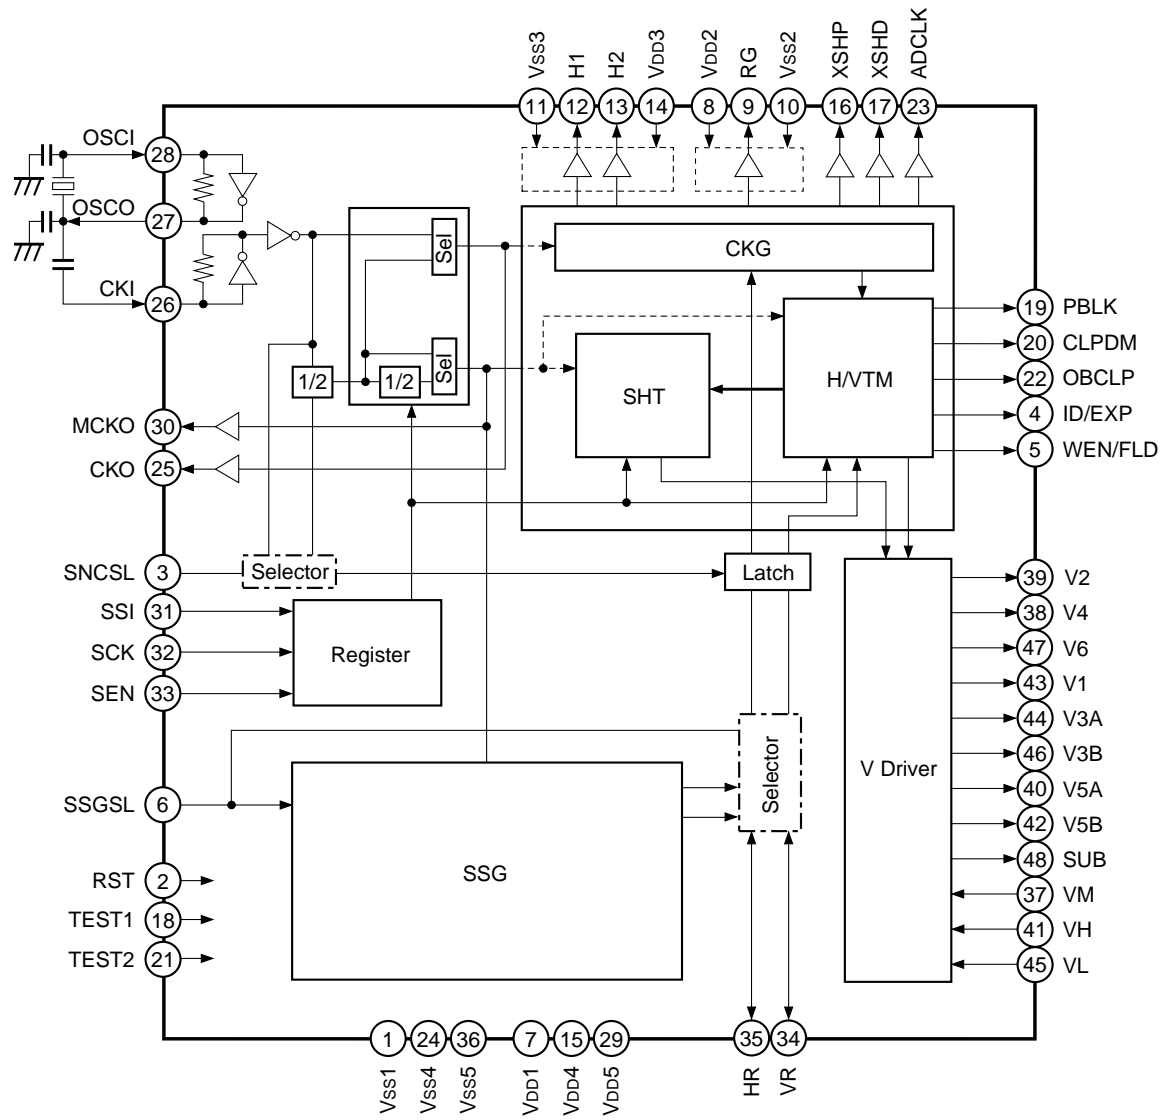 VSS3
H1
H2
VDD3
VDD2
RG
VSS2
XSHP
XSHD
ADCLK
11
12
13
14
8
9
10
16
17
23
OSCI
28
OSCO
27
CKI
26
Sel
Sel
1/2
1/2
CKG
SHT
H/VTM
19 PBLK
20 CLPDM
22 OBCLP
4 ID/EXP
5 WEN/FLD
MCKO 30
CKO 25
SNCSL 3
Selector
Latch
SSI 31
SCK 32
SEN 33
Register
Selector
V Driver
39 V2
38 V4
47 V6
43 V1
44 V3A
46 V3B
40 V5A
42 V5B
48 SUB
37 VM
41 VH
45 VL
SSGSL 6
SSG
RST 2
TEST1 18
TEST2 21
1
24
36
7
15
29
35
34
VSS1
VSS4
VSS5
VDD1
VDD4
VDD5
HR
VR